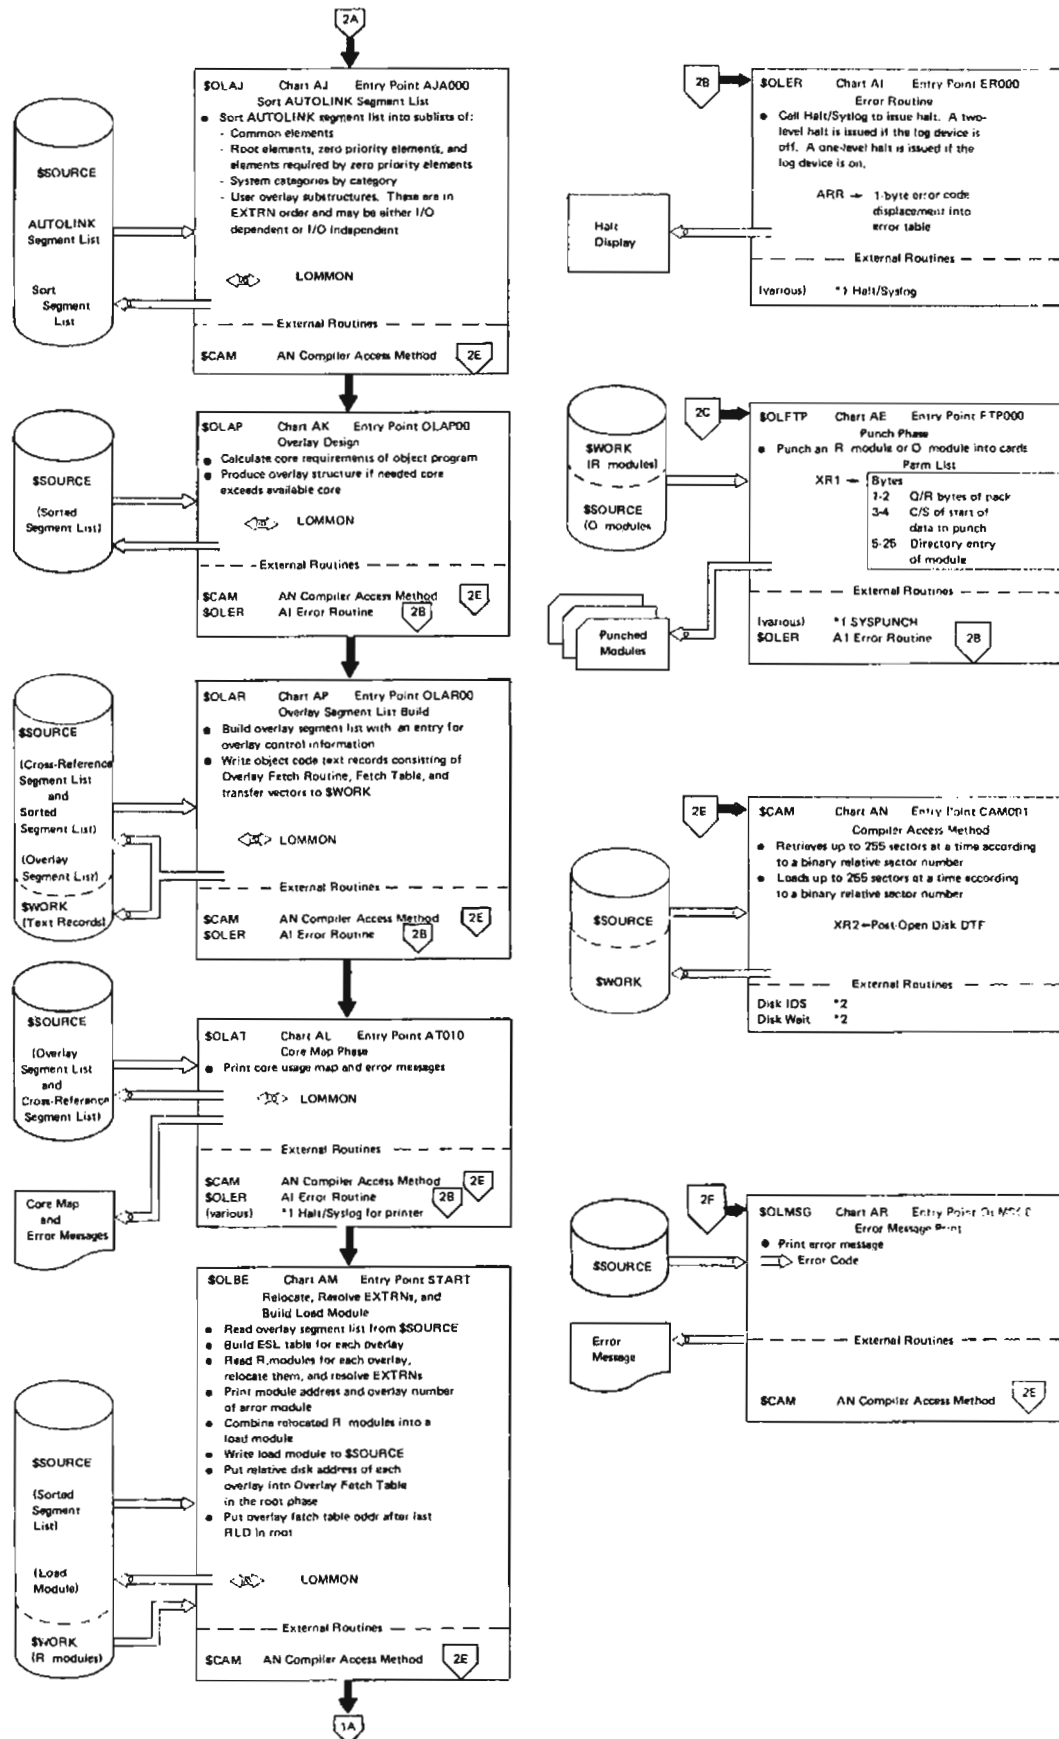 2A
$OLAJ Chart AJ Entry Point AJA000
Sort AUTOLINK Segment List
• Sort AUTOLINK segment list into sublists of:
- Common elements
- Root elements, zero priority elements, and
elements required by zero priority elements
- System categories by category
- User overlay substructures. These are in
EXTRN order and may be either I/O
dependent or I/O Independent
LOMMON
External Routines
$CAM AN Compiler Access Method 2E
$SOURCE
AUTOLINK
Segment List
Sort
Segment
List
$OLAP Chart AK Entry Point OLAP00
Overlay Design
• Calculate core requirements of object program
• Produce overlay structure if needed core
exceeds available core
LOMMON
External Routines
$CAM AN Compiler Access Method 2E
$OLER AI Error Routine 2B
$SOURCE
(Sorted
Segment List)
$OLAR Chart AP Entry Point OLAR00
Overlay Segment List Build
• Build overlay segment list with an entry for
overlay control information
• Write object code text records consisting of
Overlay Fetch Routine, Fetch Table, and
transfer vectors to $WORK
LOMMON
External Routines
$CAM AN Compiler Access Method 2E
$OLER AI Error Routine 2B
$SOURCE
(Cross-Reference
Segment List
and
Sorted
Segment List)
(Overlay
Segment List)
$WORK
(Text Records)
$OLAT Chart AL Entry Point AT010
Core Map Phase
• Print core usage map and error messages
LOMMON
External Routines
$CAM AN Compiler Access Method 2E
$OLER AI Error Routine 2B
(various) *1 Halt/Syslog for printer
$SOURCE
(Overlay
Segment List
and
Cross-Reference
Segment List)
Core Map
and
Error Messages
$OLBE Chart AM Entry Point START
Relocate, Resolve EXTRNs, and
Build Load Module
• Read overlay segment list from $SOURCE
• Build ESL table for each overlay
• Read R modules for each overlay,
relocate them, and resolve EXTRNs
• Print module address and overlay number
of error module
• Combine relocated R modules into a
load module
• Write load module to $SOURCE
• Put relative disk address of each
overlay into Overlay Fetch Table
in the root phase
• Put overlay fetch table addr after last
RLD in root
LOMMON
External Routines
$CAM AN Compiler Access Method 2E
$SOURCE
(Sorted
Segment
List)
(Load
Module)
$WORK
(R modules)
1A
2B
$OLER Chart AI Entry Point ER000
Error Routine
• Call Halt/Syslog to issue halt. A two-
level halt is issued if the log device is
off. A one-level halt is issued if the
log device is on.
ARR → 1-byte error code
displacement into
error table
External Routines
(various) *1 Halt/Syslog
Halt
Display
2C
$OLFTP Chart AE Entry Point FTP000
Punch Phase
• Punch an R module or O module into cards
Parm List
XR1 → Bytes
1-2 Q/R bytes of pack
3-4 C/S of start of
data to punch
5-25 Directory entry
of module
External Routines
(various) *1 SYSPUNCH
$OLER A1 Error Routine 2B
$WORK
(R modules)
$SOURCE
(O modules
Punched
Modules
2E
$CAM Chart AN Entry Point CAM001
Compiler Access Method
• Retrieves up to 255 sectors at a time according
to a binary relative sector number
• Loads up to 255 sectors at a time according
to a binary relative sector number
XR2←Post-Open Disk DTF
External Routines
Disk IOS *2
Disk Wait *2
$SOURCE
$WORK
2F
$OLMSG Chart AR Entry Point
Error Message Print
• Print error message
Error Code
External Routines
$CAM AN Compiler Access Method 2E
$SOURCE
Error
Message